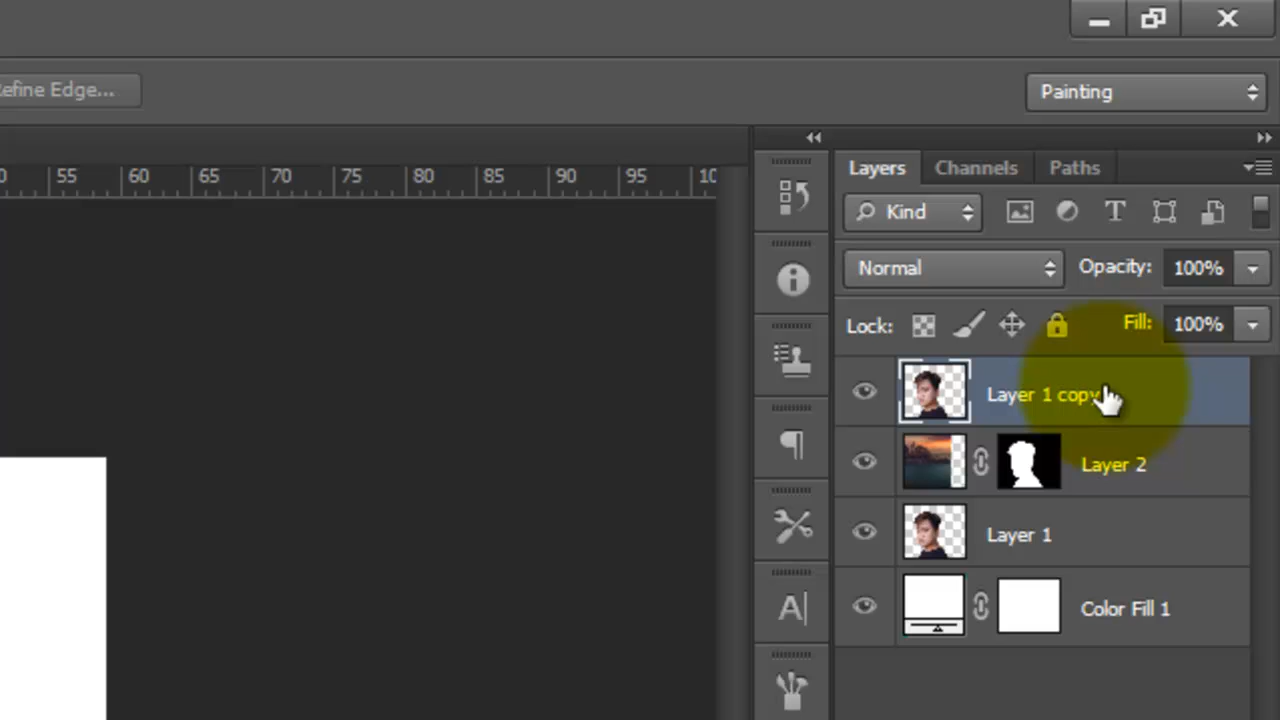 efine Edge...
Painting
55 60 65 70 75 80 85 90 95 10
Layers Channels Paths
Kind
Normal Opacity: 100%
Lock: Fill: 100%
Layer 1 copy
Layer 2
Layer 1
Color Fill 1